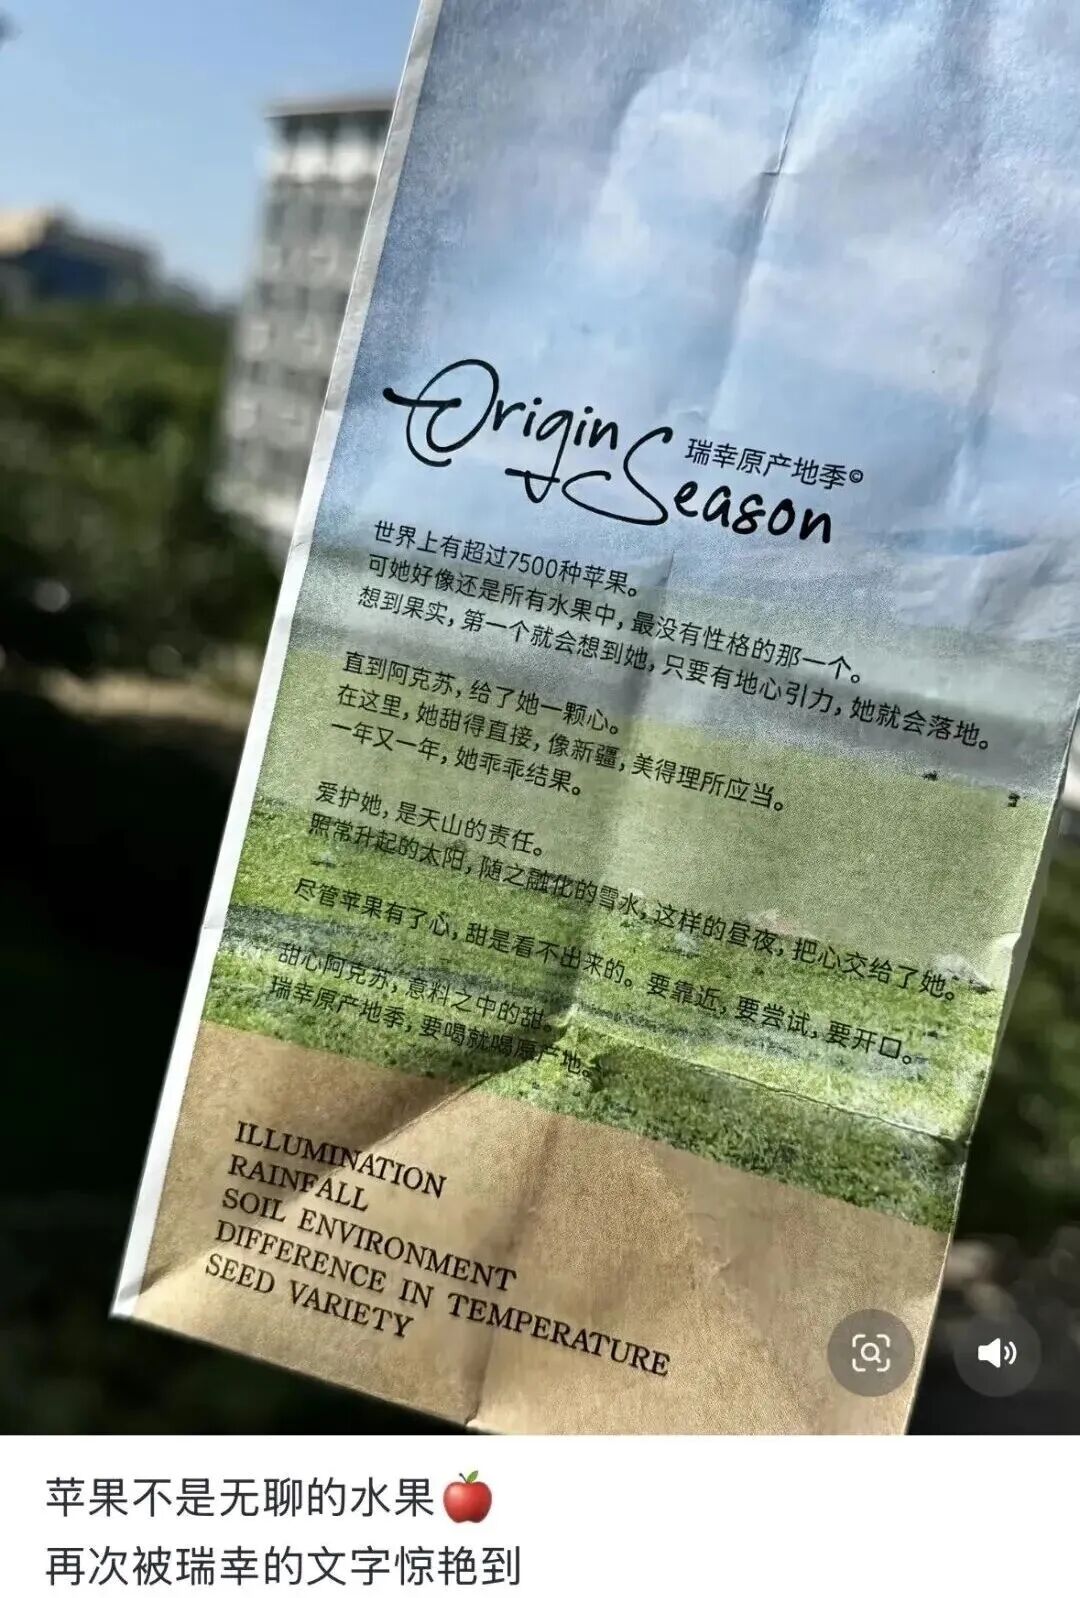 Origin
瑞幸原产地季©
Season
世界上有超过7500种苹果。
可她好像还是所有水果中，最没有性格的那一个。
想到果实，第一个就会想到她，只要有地心引力，她就会落地。
直到阿克苏，给了她一颗心。
在这里，她甜得直接，像新疆，美得理所应当。
一年又一年，她乖乖结果。
爱护她，是天山的责任。
照常升起的太阳，随之融化的雪水，这样的昼夜，把心交给了她。
尽管苹果有了心，甜是看不出来的。要靠近，要尝试，要开口。
甜心阿克苏，意料之中的甜。
瑞幸原产地季，要喝就喝原产地。
ILLUMINATION
RAINFALL
SOIL ENVIRONMENT
DIFFERENCE IN TEMPERATURE
SEED VARIETY
苹果不是无聊的水果🍎
再次被瑞幸的文字惊艳到